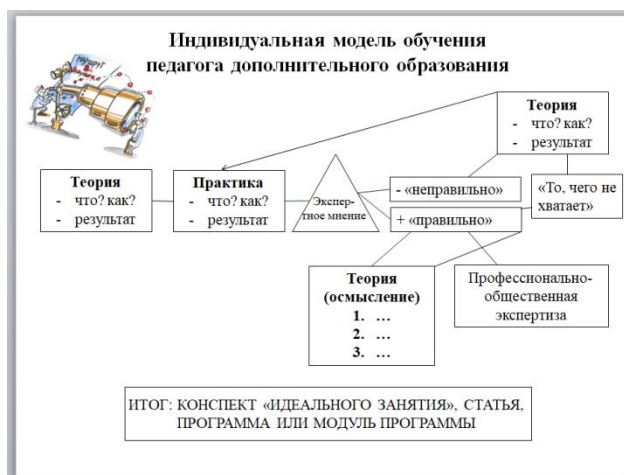 Индивидуальная модель обучения
педагога дополнительного образования
МАРШРУТ
Теория
- что? как?
- результат
Теория
- что? как?
- результат
Практика
- что? как?
- результат
Экспер-
тное мнение
- «неправильно»
+ «правильно»
«То, чего не
хватает»
Теория
(осмысление)
1. ...
2. ...
3. ...
Профессионально-
общественная
экспертиза
ИТОГ: КОНСПЕКТ «ИДЕАЛЬНОГО ЗАНЯТИЯ», СТАТЬЯ,
ПРОГРАММА ИЛИ МОДУЛЬ ПРОГРАММЫ